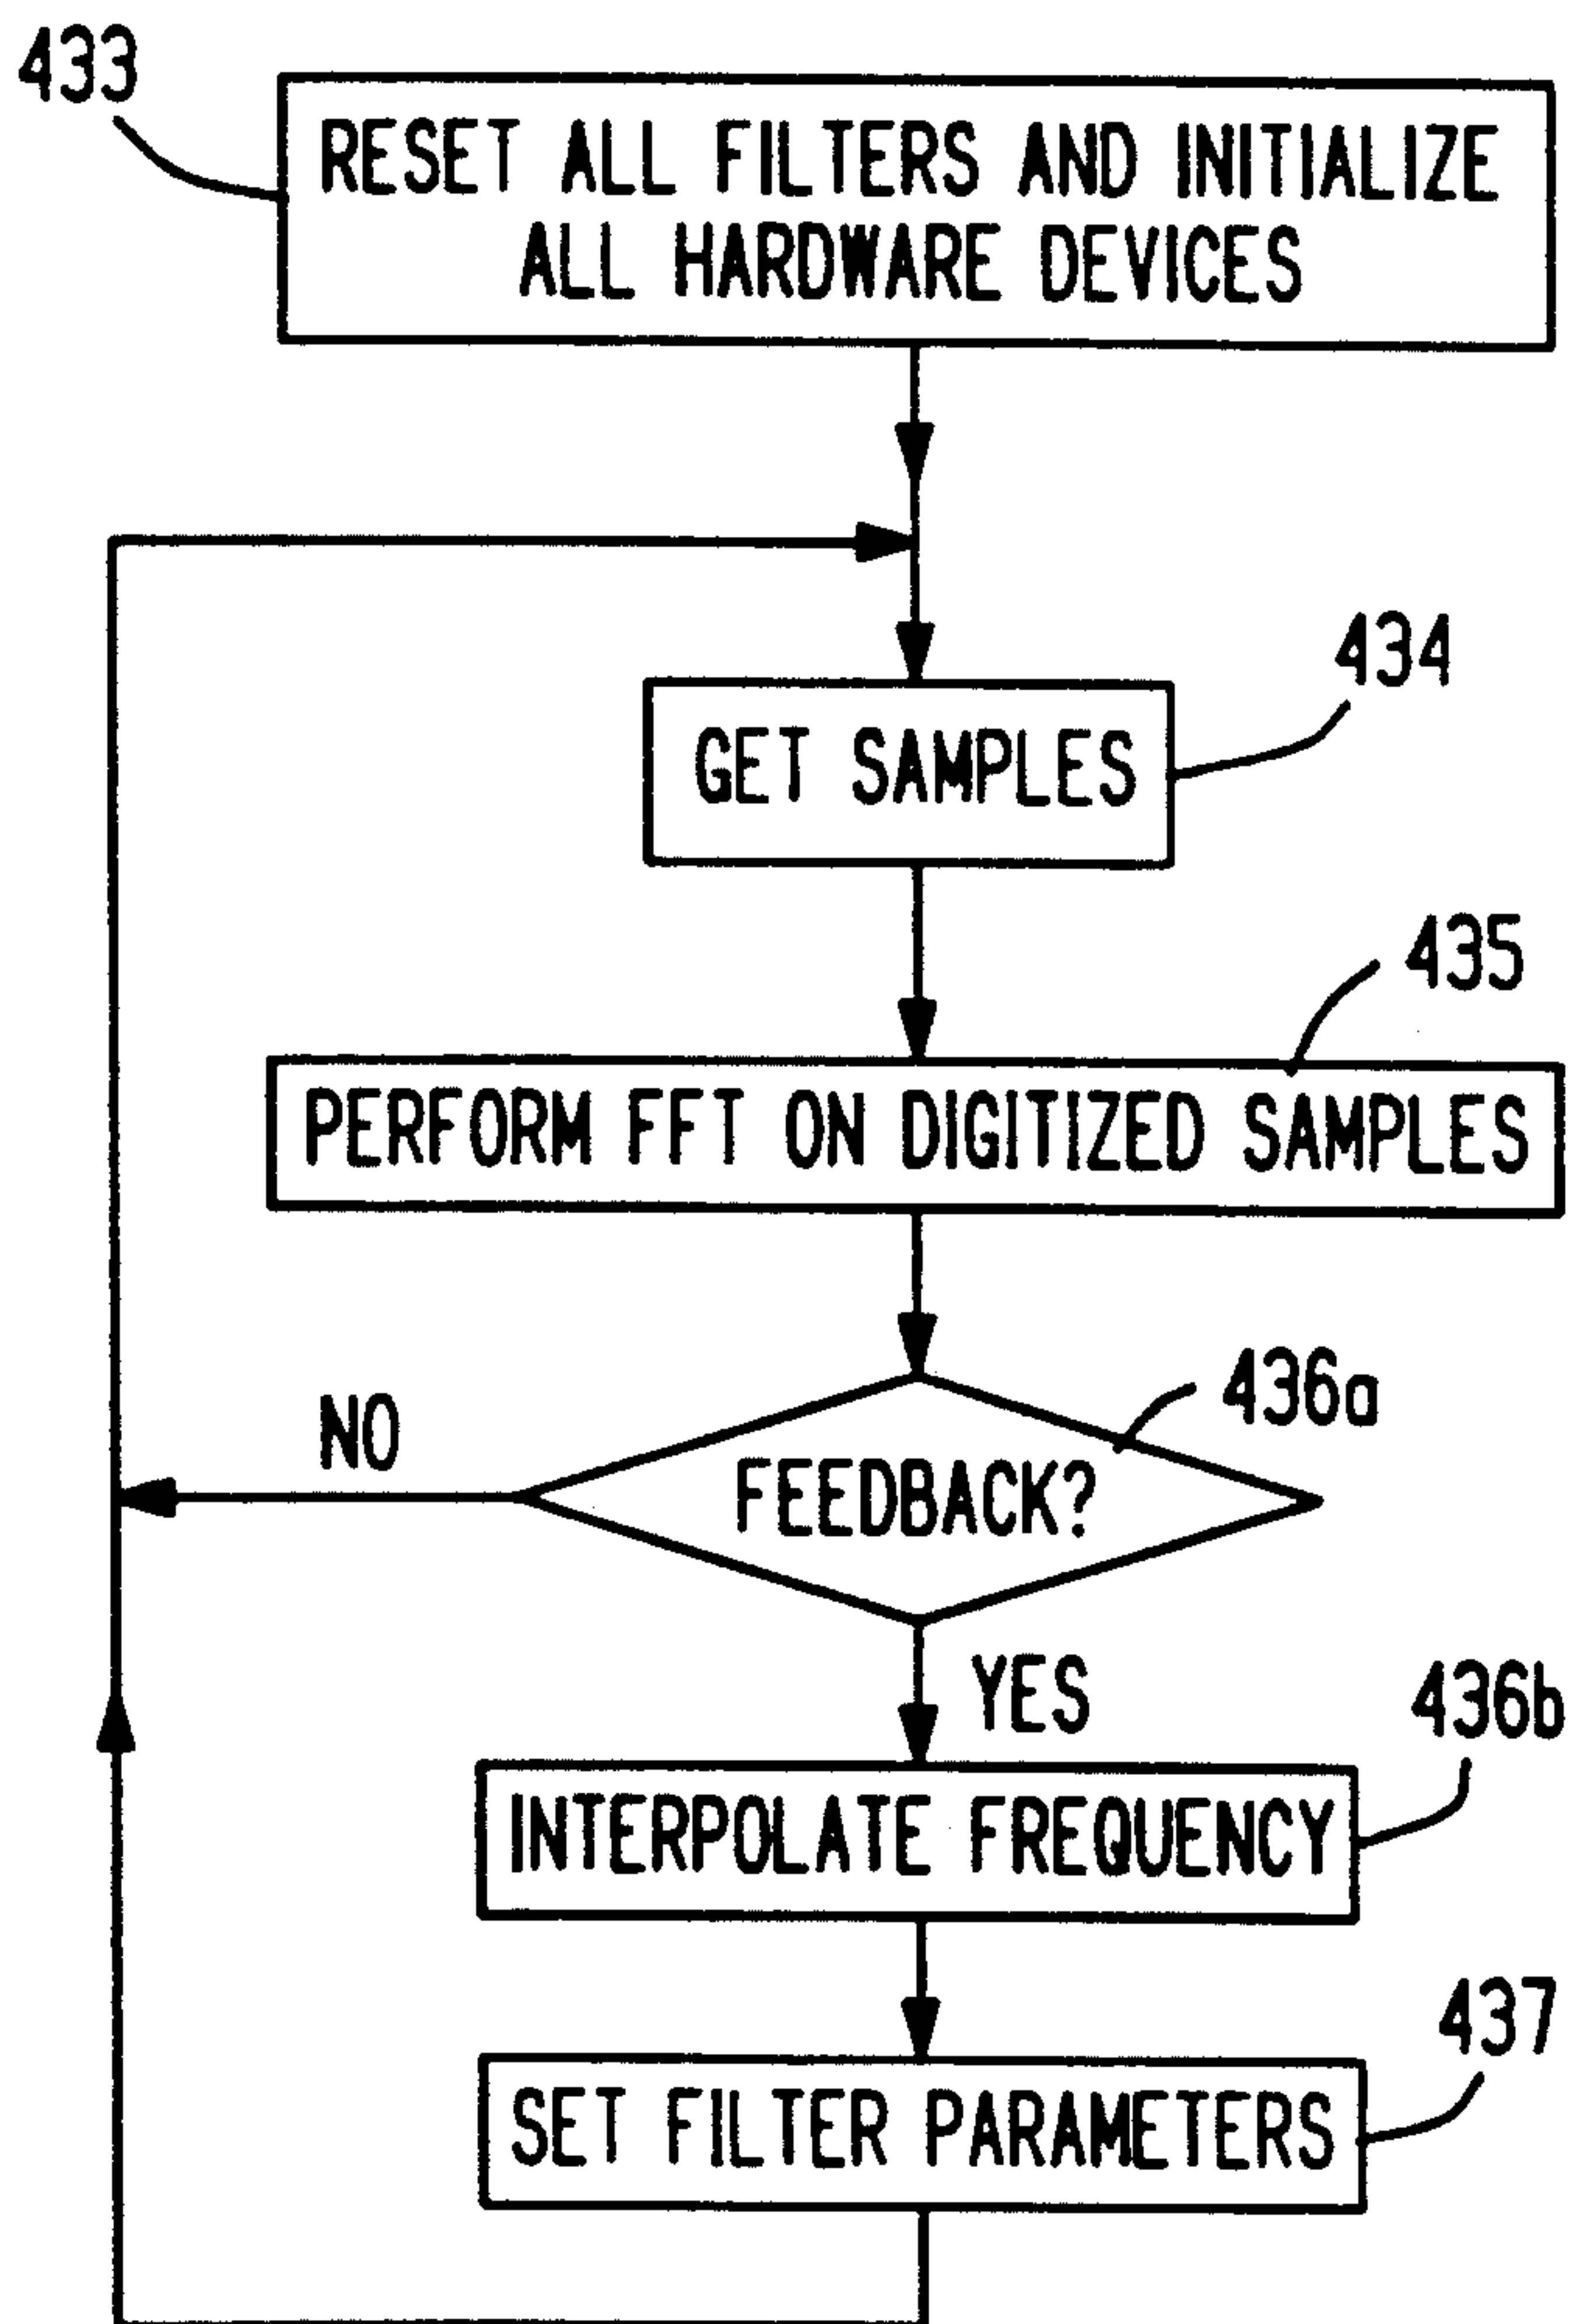 433
RESET ALL FILTERS AND INITIALIZE
ALL HARDWARE DEVICES
434
GET SAMPLES
435
PERFORM FFT ON DIGITIZED SAMPLES
436a
NO
FEEDBACK?
YES
436b
INTERPOLATE FREQUENCY
437
SET FILTER PARAMETERS